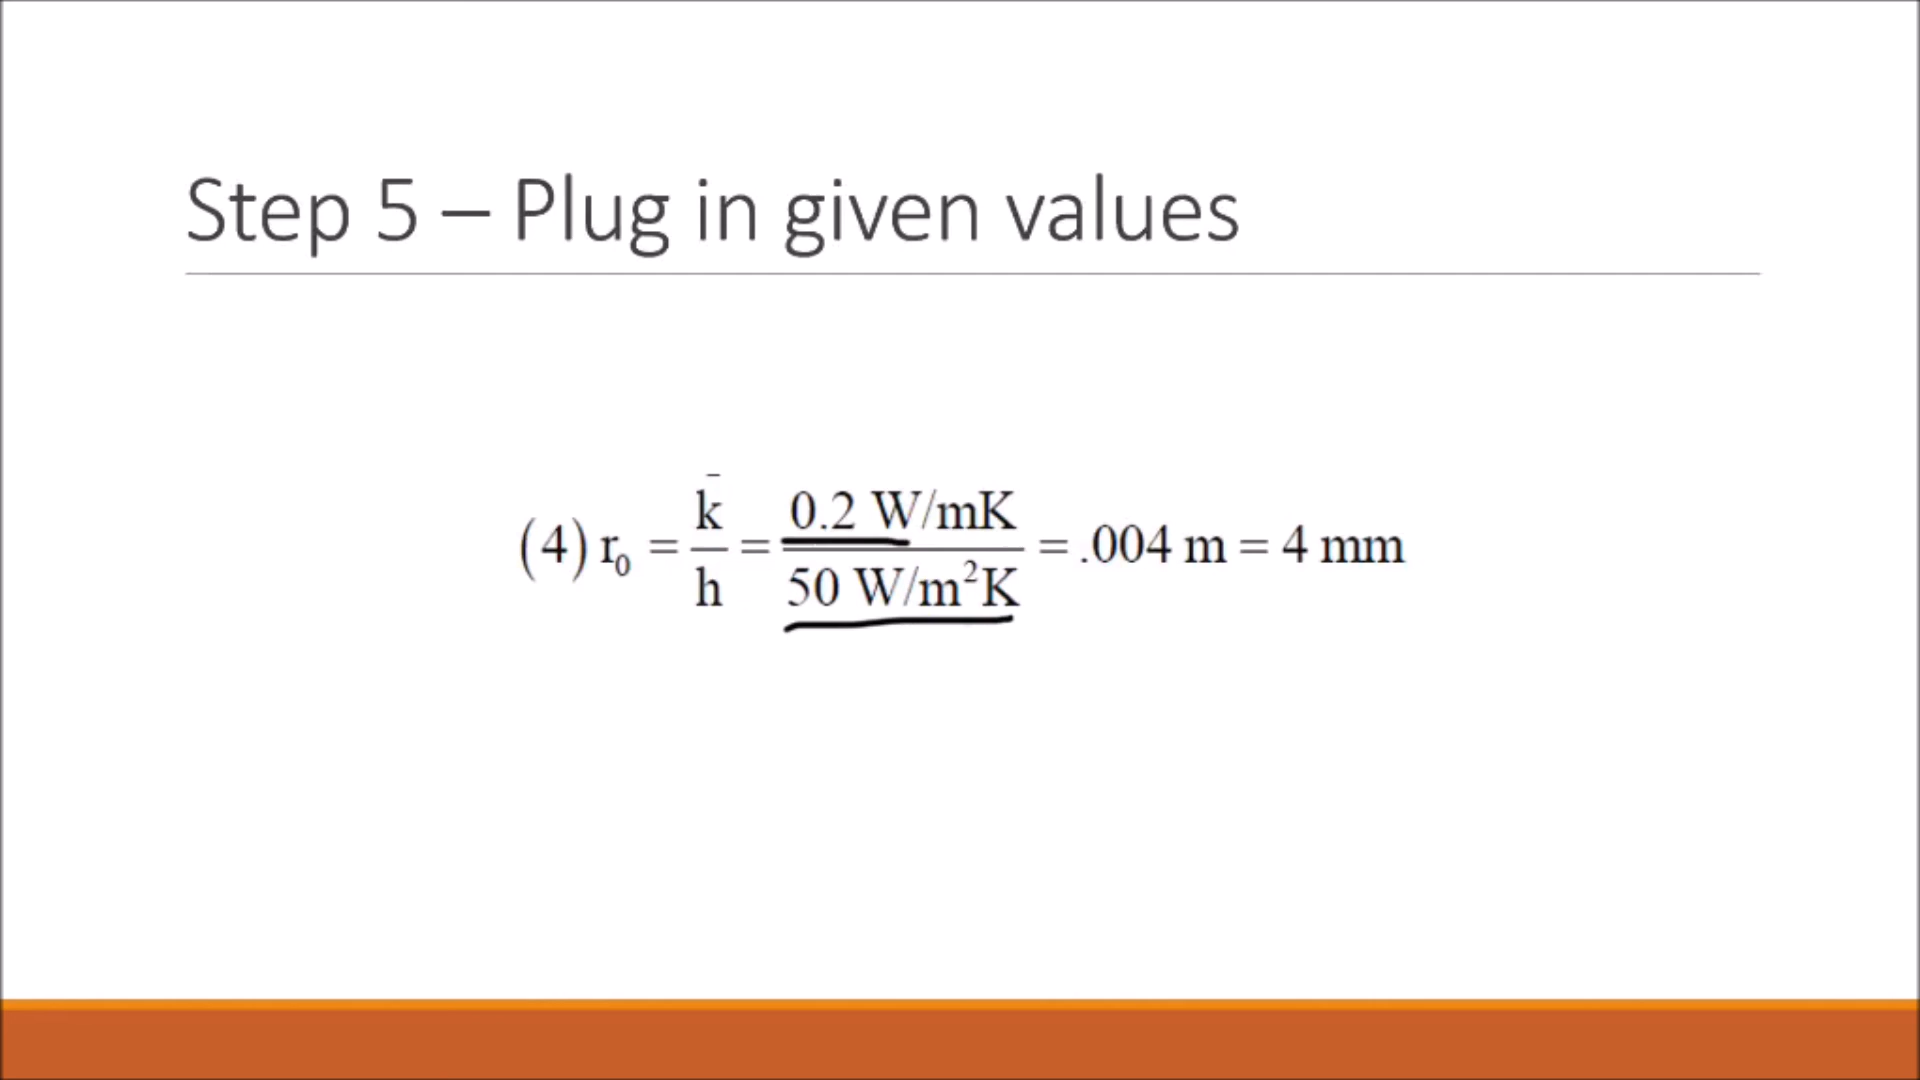 Step 5 – Plug in given values
(4) r₀ = k̄/h = 0.2 W/mK / 50 W/m²K = .004 m = 4 mm